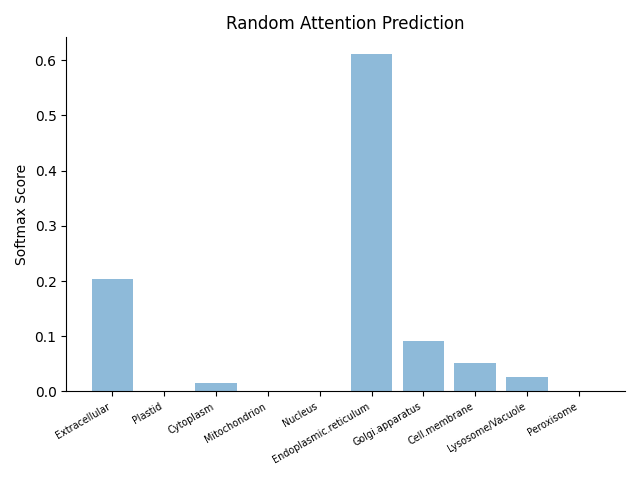 Random Attention Prediction
Softmax Score
0.6
0.5
0.4
0.3
0.2
0.1
0.0
Extracellular
Plastid
Cytoplasm
Mitochondrion
Nucleus
Endoplasmic.reticulum
Golgi.apparatus
Cell.membrane
Lysosome/Vacuole
Peroxisome